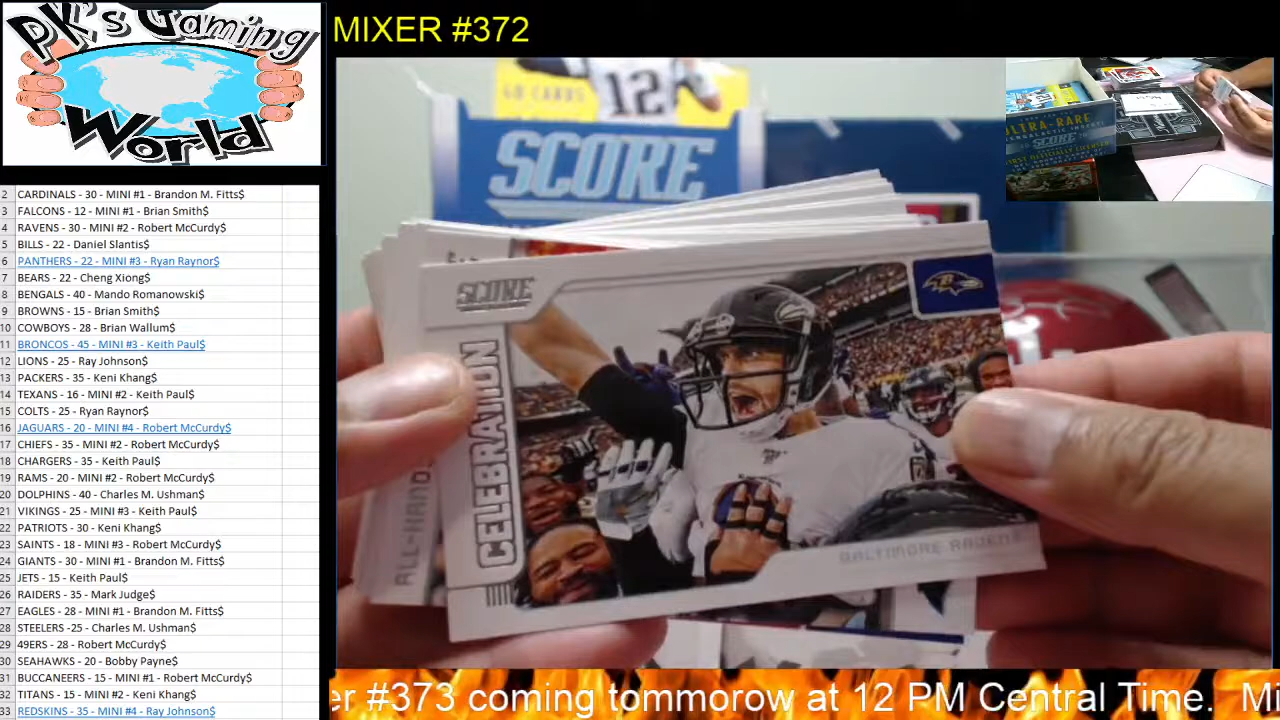 PK's Gaming
World
MIXER #372
2 CARDINALS - 30 - MINI #1 - Brandon M. Fitts$
3 FALCONS - 12 - MINI #1 - Brian Smith$
4 RAVENS - 30 - MINI #2 - Robert McCurdy$
5 BILLS - 22 - Daniel Slantis$
6 PANTHERS - 22 - MINI #3 - Ryan Raynor$
7 BEARS - 22 - Cheng Xiong$
8 BENGALS - 40 - Mando Romanowski$
9 BROWNS - 15 - Brian Smith$
10 COWBOYS - 28 - Brian Wallum$
11 BRONCOS - 45 - MINI #3 - Keith Paul$
12 LIONS - 25 - Ray Johnson$
13 PACKERS - 35 - Keni Khang$
14 TEXANS - 16 - MINI #2 - Keith Paul$
15 COLTS - 25 - Ryan Raynor$
16 JAGUARS - 20 - MINI #4 - Robert McCurdy$
17 CHIEFS - 35 - MINI #2 - Robert McCurdy$
18 CHARGERS - 35 - Keith Paul$
19 RAMS - 20 - MINI #2 - Robert McCurdy$
20 DOLPHINS - 40 - Charles M. Ushman$
21 VIKINGS - 25 - MINI #3 - Keith Paul$
22 PATRIOTS - 30 - Keni Khang$
23 SAINTS - 18 - MINI #3 - Robert McCurdy$
24 GIANTS - 30 - MINI #1 - Brandon M. Fitts$
25 JETS - 15 - Keith Paul$
26 RAIDERS - 35 - Mark Judge$
27 EAGLES - 28 - MINI #1 - Brandon M. Fitts$
28 STEELERS -25 - Charles M. Ushman$
29 49ERS - 28 - Robert McCurdy$
30 SEAHAWKS - 20 - Bobby Payne$
31 BUCCANEERS - 15 - MINI #1 - Robert McCurdy$
32 TITANS - 15 - MINI #2 - Keni Khang$
33 REDSKINS - 35 - MINI #4 - Ray Johnson$
40 CARDS
12
SCORE
SCORE
CELEBRATION
BALTIMORE RAVENS
ALL-HAND
ULTRA-RARE
SCORE
er #373 coming tommorow at 12 PM Central Time. Mi